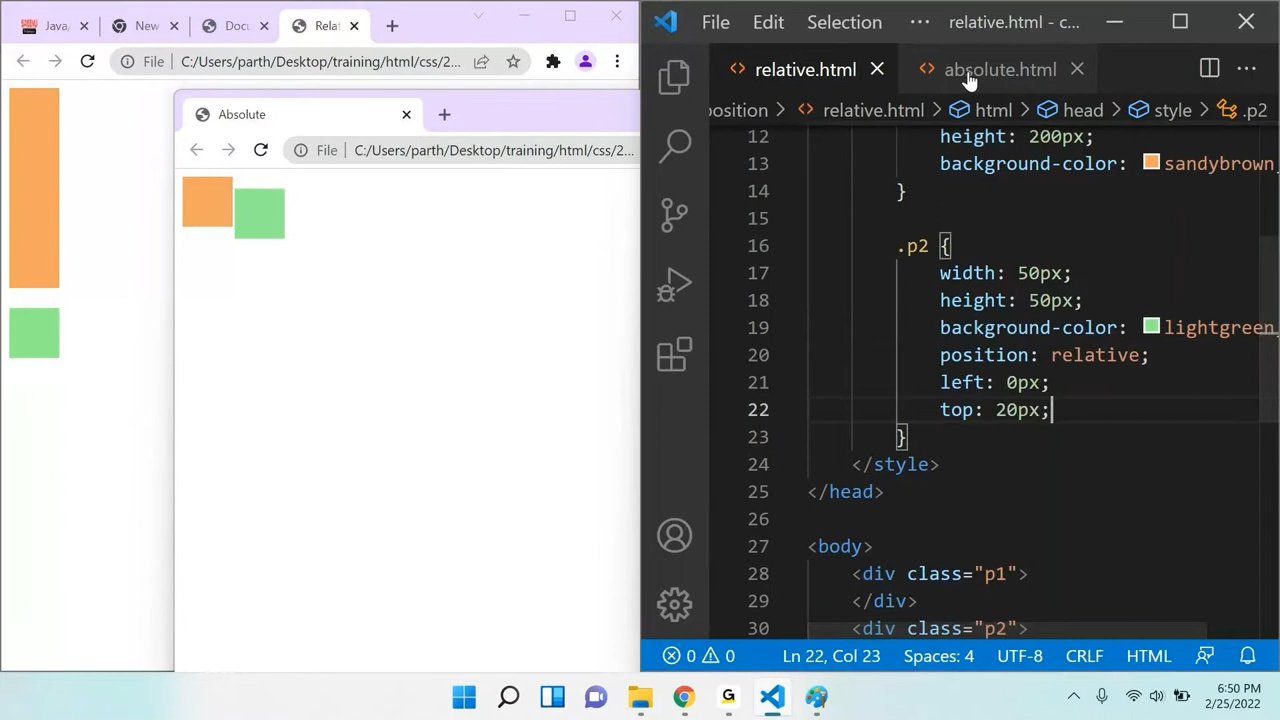 Java,
New
Docu
Relat
File C:/Users/parth/Desktop/training/html/css/2...
Absolute
File C:/Users/parth/Desktop/training/html/css/2...
File Edit Selection ... relative.html - c...
relative.html absolute.html ...
position > relative.html > html > head > style > .p2
12 height: 200px;
13 background-color: sandybrown
14 }
15
16 .p2 {
17 width: 50px;
18 height: 50px;
19 background-color: lightgreen
20 position: relative;
21 left: 0px;
22 top: 20px;
23 }
24 </style>
25 </head>
26
27 <body>
28 <div class="p1">
29 </div>
30 <div class="p2">
0 0 Ln 22, Col 23 Spaces: 4 UTF-8 CRLF HTML
G
6:50 PM
2/25/2022